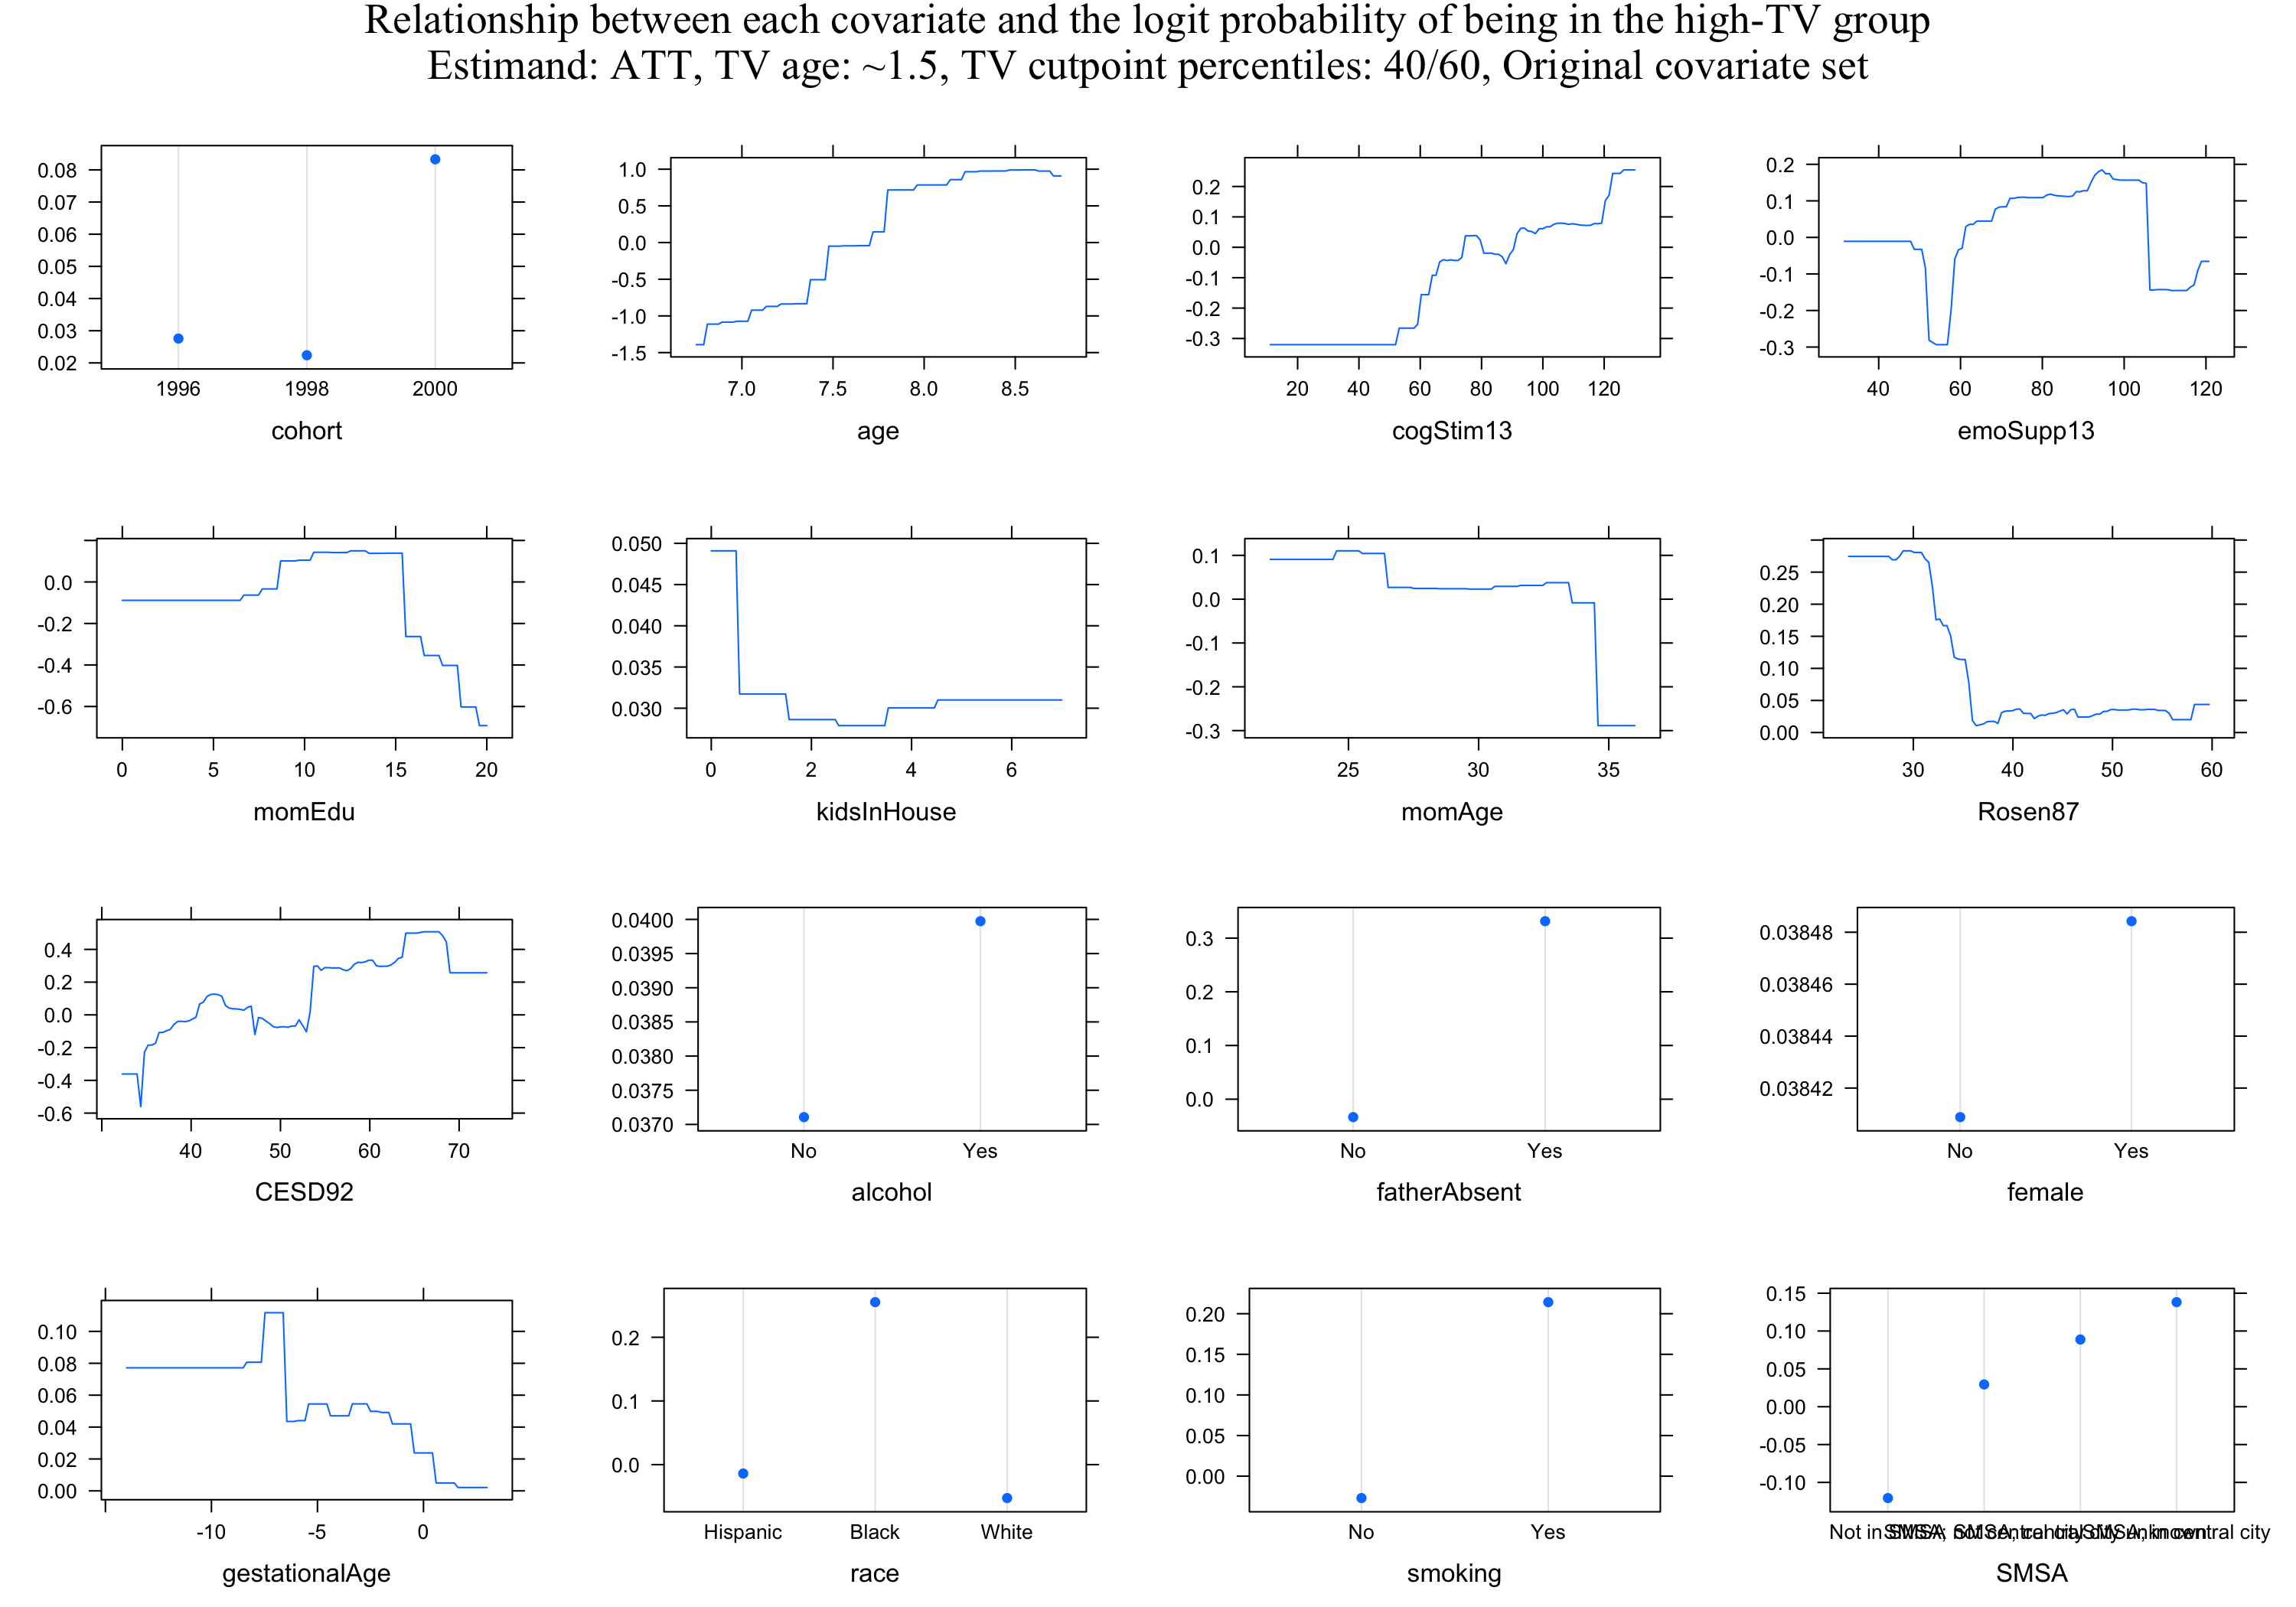 Relationship between each covariate and the logit probability of being in the high-TV group
Estimand: ATT, TV age: ~1.5, TV cutpoint percentiles: 40/60, Original covariate set
0.08
0.07
0.06
0.05
0.04
0.03
0.02
1996 1998 2000
cohort
1.0
0.5
0.0
-0.5
-1.0
-1.5
7.0 7.5 8.0 8.5
age
0.2
0.1
0.0
-0.1
-0.2
-0.3
20 40 60 80 100 120
cogStim13
0.2
0.1
0.0
-0.1
-0.2
-0.3
40 60 80 100 120
emoSupp13
0.0
-0.2
-0.4
-0.6
0 5 10 15 20
momEdu
0.050
0.045
0.040
0.035
0.030
0 2 4 6
kidsInHouse
0.1
0.0
-0.1
-0.2
-0.3
25 30 35
momAge
0.25
0.20
0.15
0.10
0.05
0.00
30 40 50 60
Rosen87
0.4
0.2
0.0
-0.2
-0.4
-0.6
40 50 60 70
CESD92
0.0400
0.0395
0.0390
0.0385
0.0380
0.0375
0.0370
No Yes
alcohol
0.3
0.2
0.1
0.0
No Yes
fatherAbsent
0.03848
0.03846
0.03844
0.03842
No Yes
female
0.10
0.08
0.06
0.04
0.02
0.00
-10 -5 0
gestationalAge
0.2
0.1
0.0
Hispanic Black White
race
0.20
0.15
0.10
0.05
0.00
No Yes
smoking
0.15
0.10
0.05
0.00
-0.05
-0.10
Not in SMSA
SMSA